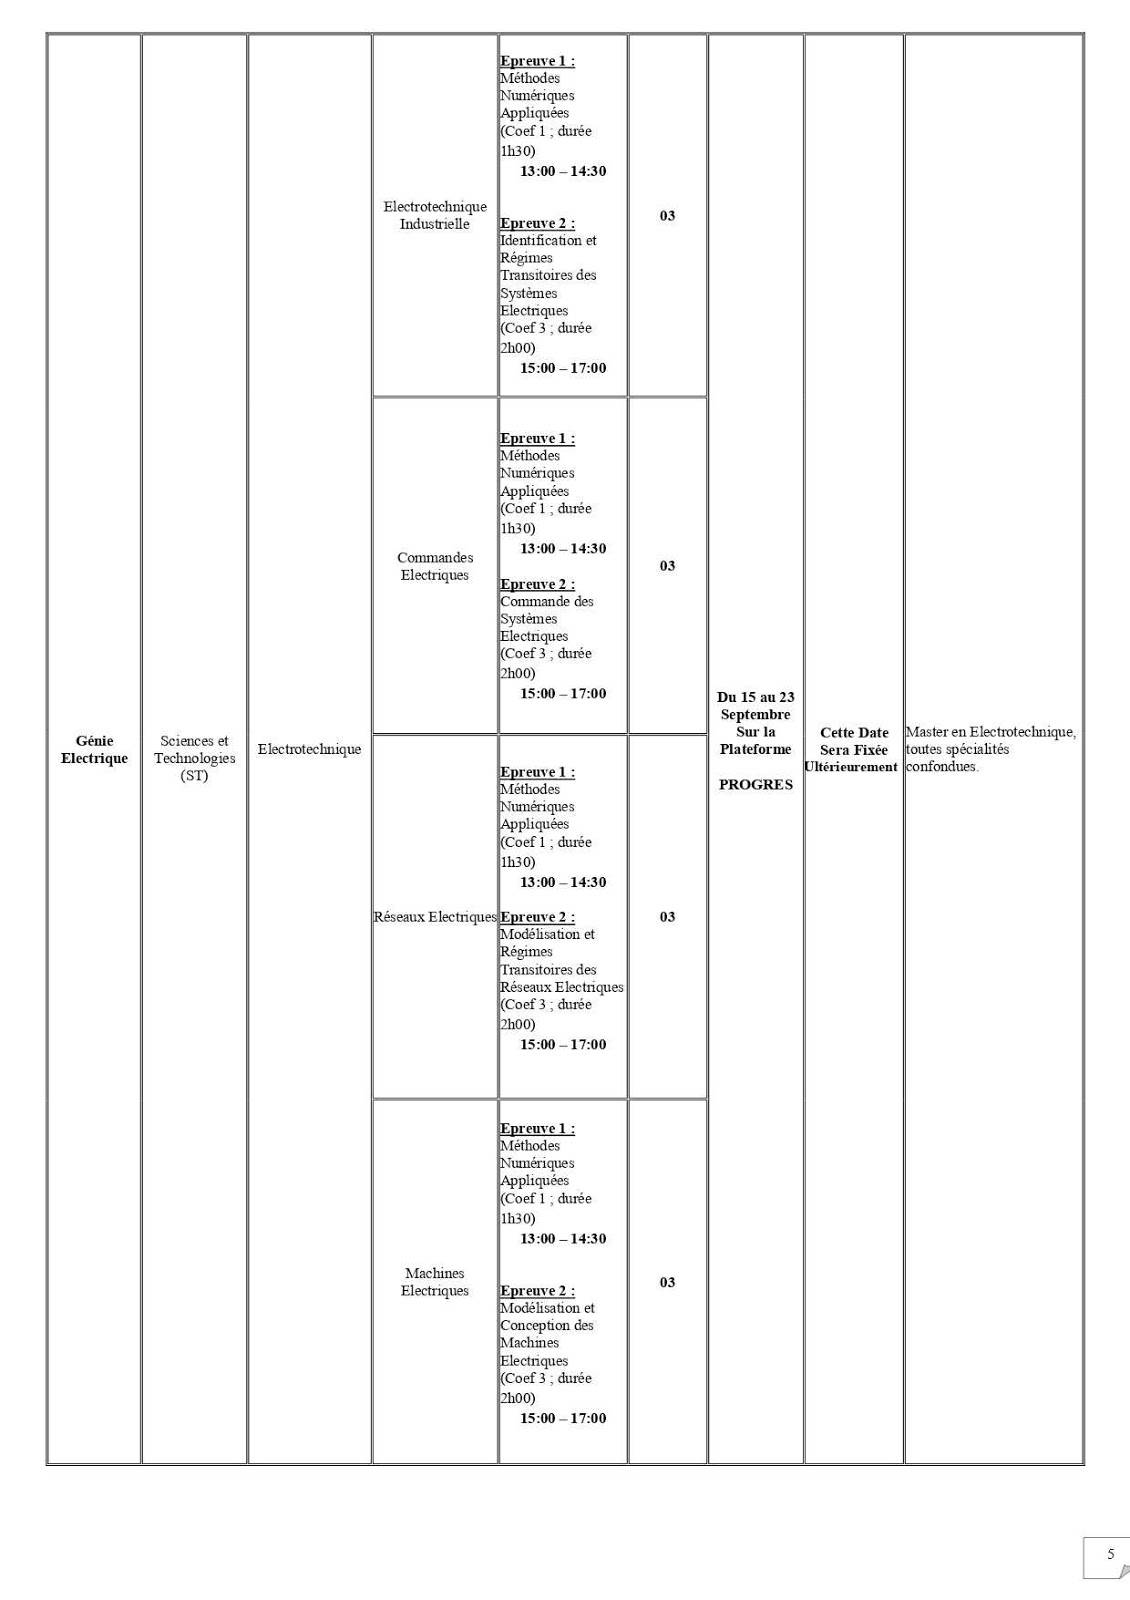 Génie
Electrique
Sciences et
Technologies
(ST)
Electrotechnique
Electrotechnique
Industrielle
Epreuve 1 :
Méthodes
Numériques
Appliquées
(Coef 1 ; durée
1h30)
13:00 – 14:30
Epreuve 2 :
Identification et
Régimes
Transitoires des
Systèmes
Electriques
(Coef 3 ; durée
2h00)
15:00 – 17:00
03
Commandes
Electriques
Epreuve 1 :
Méthodes
Numériques
Appliquées
(Coef 1 ; durée
1h30)
13:00 – 14:30
Epreuve 2 :
Commande des
Systèmes
Electriques
(Coef 3 ; durée
2h00)
15:00 – 17:00
03
Réseaux Electriques
Epreuve 1 :
Méthodes
Numériques
Appliquées
(Coef 1 ; durée
1h30)
13:00 – 14:30
Epreuve 2 :
Modélisation et
Régimes
Transitoires des
Réseaux Electriques
(Coef 3 ; durée
2h00)
15:00 – 17:00
03
Machines
Electriques
Epreuve 1 :
Méthodes
Numériques
Appliquées
(Coef 1 ; durée
1h30)
13:00 – 14:30
Epreuve 2 :
Modélisation et
Conception des
Machines
Electriques
(Coef 3 ; durée
2h00)
15:00 – 17:00
03
Du 15 au 23
Septembre
Sur la
Plateforme
PROGRES
Cette Date
Sera Fixée
Ultérieurement
Master en Electrotechnique,
toutes spécialités
confondues.
5